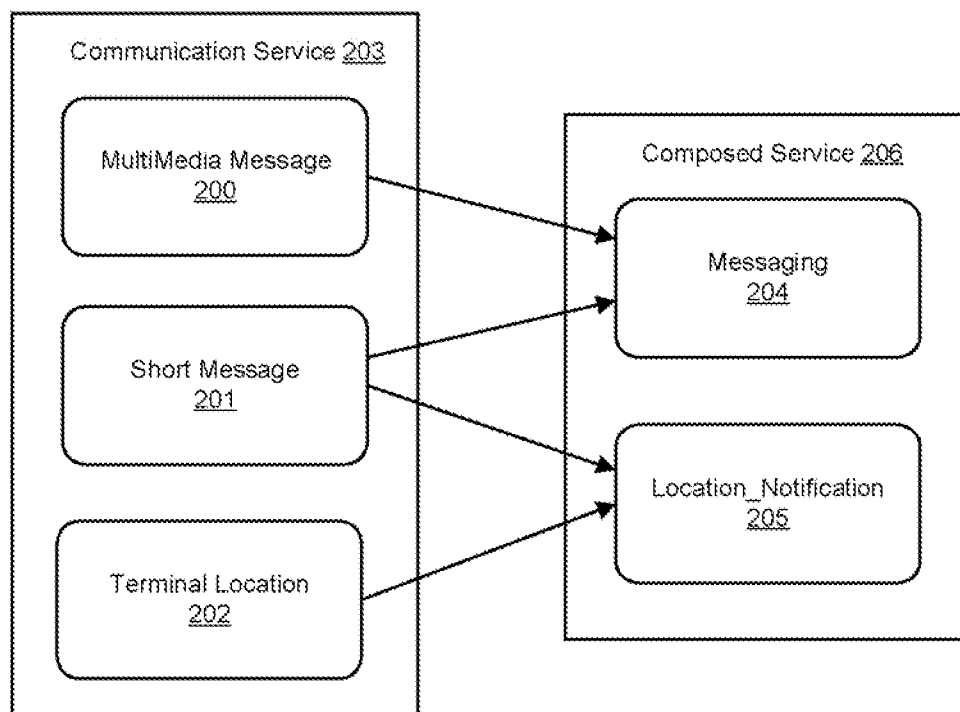 Communication Service 203
MultiMedia Message
200
Short Message
201
Terminal Location
202
Composed Service 206
Messaging
204
Location_Notification
205